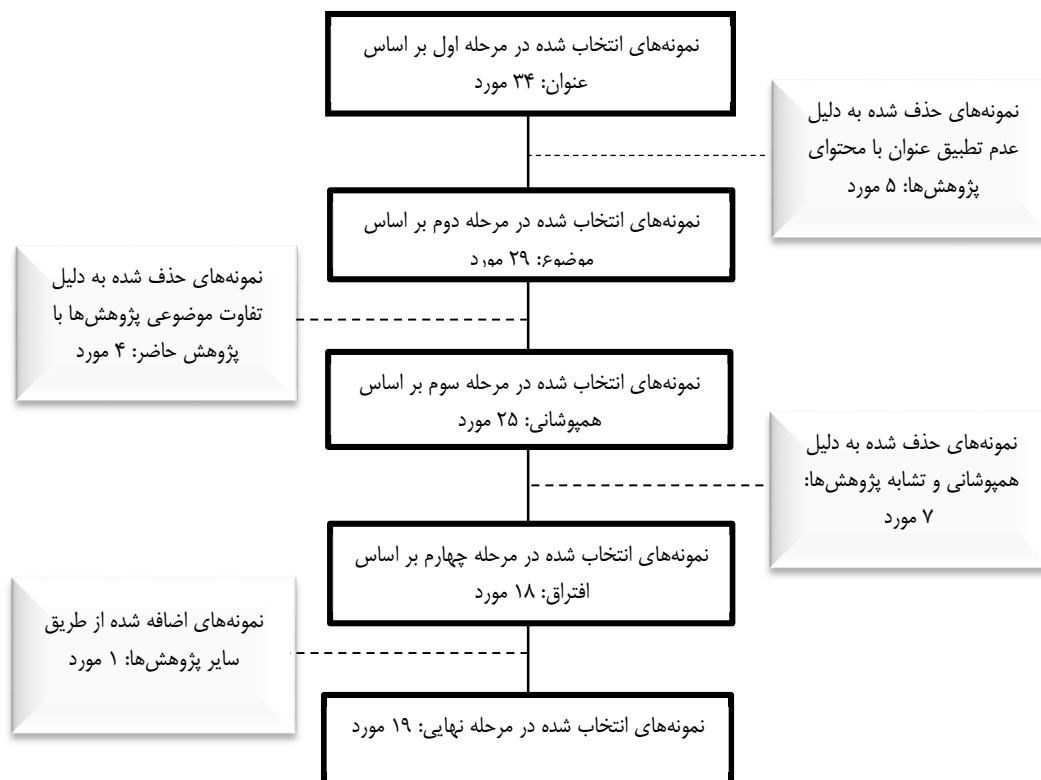 نمونه‌های انتخاب شده در مرحله اول بر اساس
عنوان: ۳۴ مورد
نمونه‌های حذف شده به دلیل
عدم تطبیق عنوان با محتوای
پژوهش‌ها: ۵ مورد
نمونه‌های انتخاب شده در مرحله دوم بر اساس
موضوع: ۲۹ مورد
نمونه‌های حذف شده به دلیل
تفاوت موضوعی پژوهش‌ها با
پژوهش حاضر: ۴ مورد
نمونه‌های انتخاب شده در مرحله سوم بر اساس
همپوشانی: ۲۵ مورد
نمونه‌های حذف شده به دلیل
همپوشانی و تشابه پژوهش‌ها:
۷ مورد
نمونه‌های انتخاب شده در مرحله چهارم بر اساس
افتراق: ۱۸ مورد
نمونه‌های اضافه شده از طریق
سایر پژوهش‌ها: ۱ مورد
نمونه‌های انتخاب شده در مرحله نهایی: ۱۹ مورد